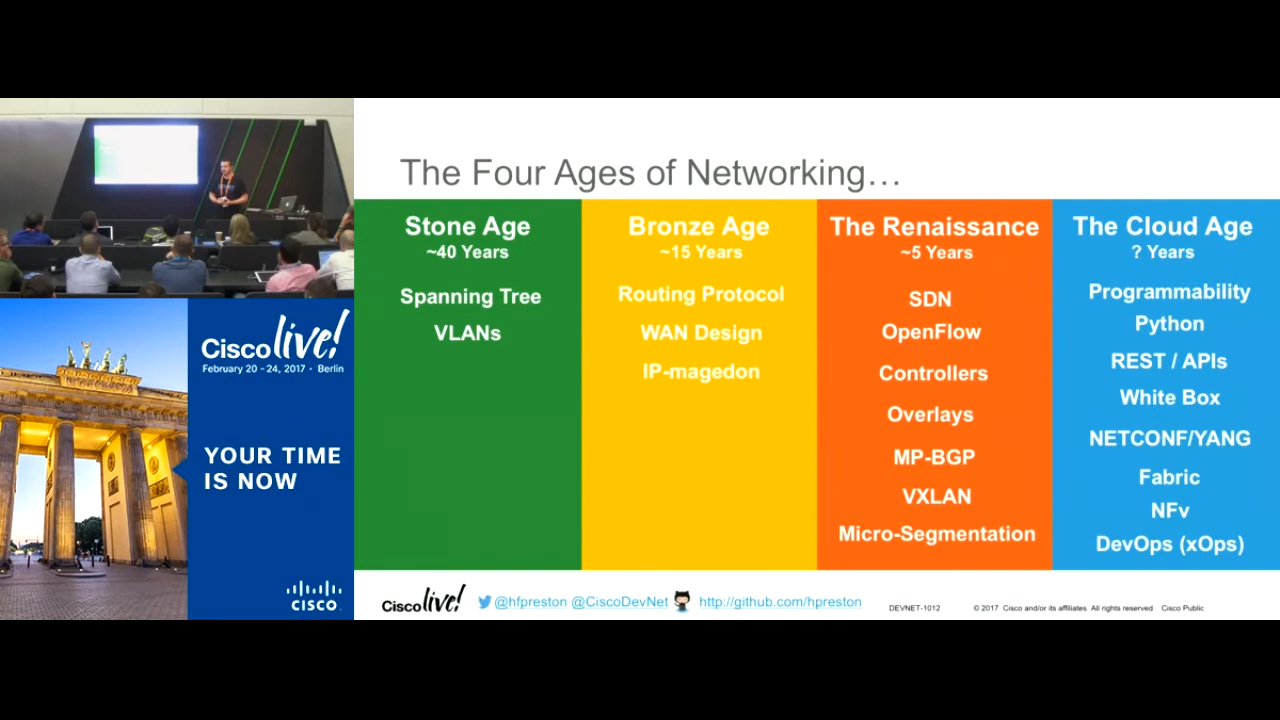 The Four Ages of Networking…
Stone Age
~40 Years
Spanning Tree
VLANs
Bronze Age
~15 Years
Routing Protocol
WAN Design
IP-magedon
The Renaissance
~5 Years
SDN
OpenFlow
Controllers
Overlays
MP-BGP
VXLAN
Micro-Segmentation
The Cloud Age
? Years
Programmability
Python
REST / APIs
White Box
NETCONF/YANG
Fabric
NFv
DevOps (xOps)
Cisco live!
February 20 - 24, 2017 • Berlin
YOUR TIME
IS NOW
CISCO
Cisco live!
@hfpreston @CiscoDevNet
http://github.com/hpreston
DEVNET-1012
© 2017 Cisco and/or its affiliates. All rights reserved. Cisco Public